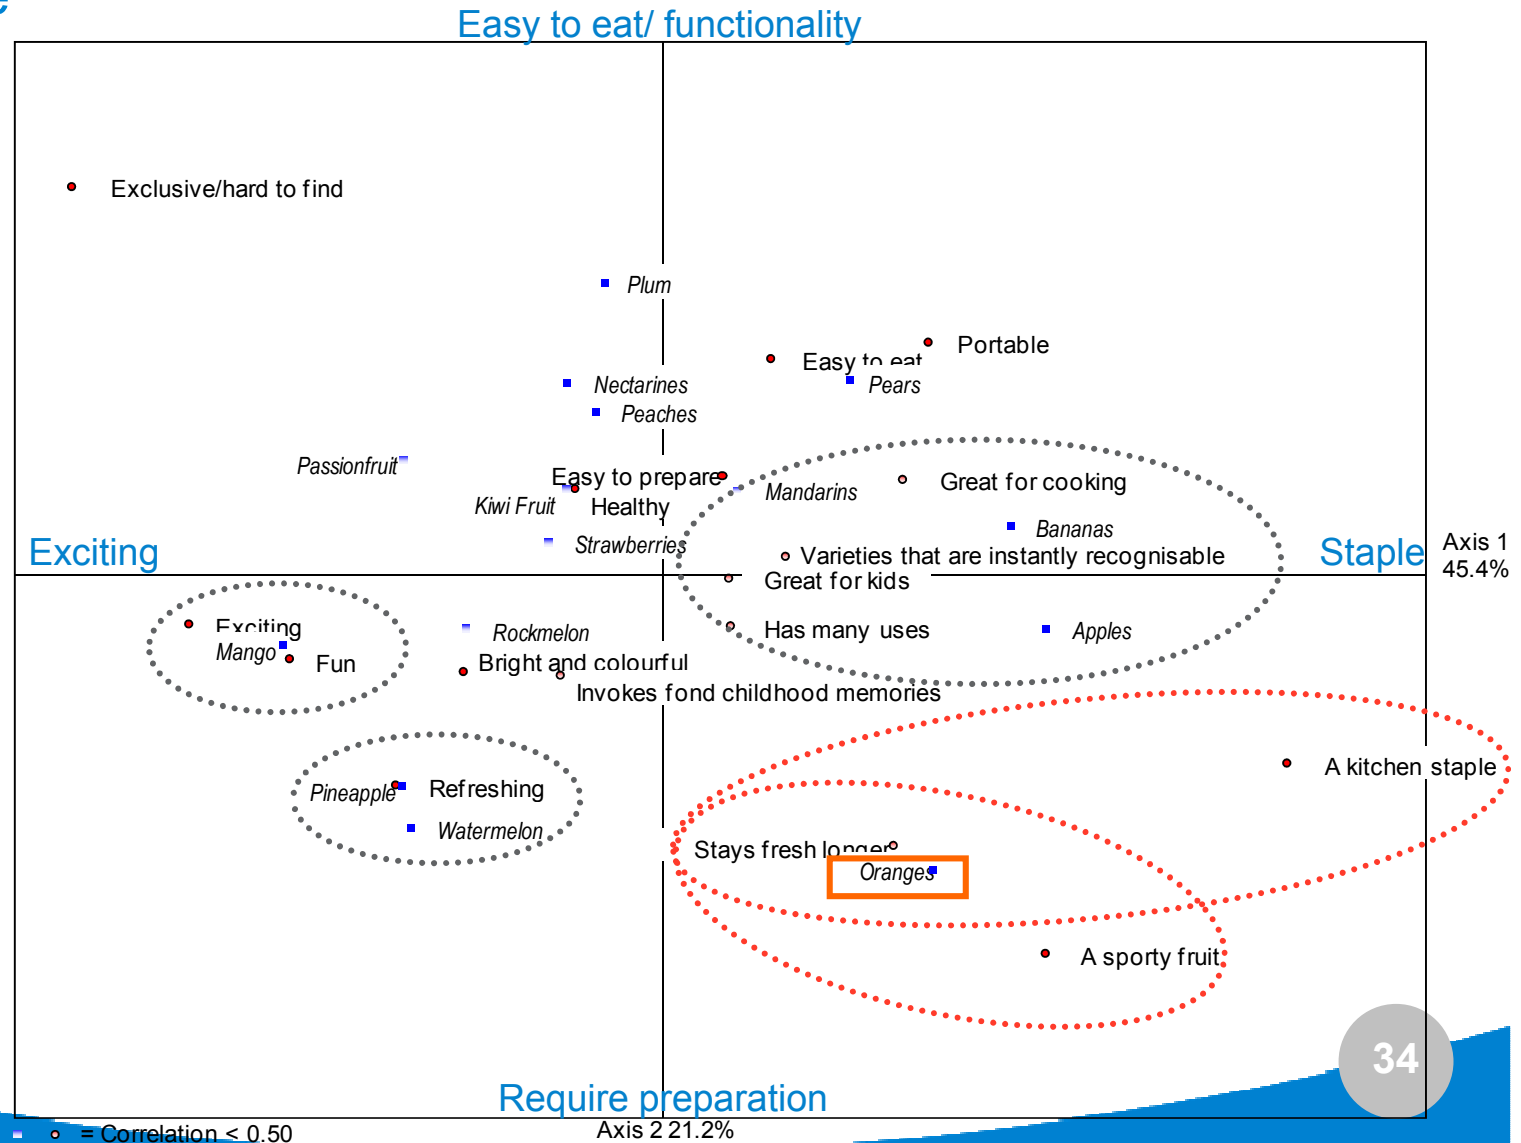 Easy to eat/ functionality
Exclusive/hard to find
Plum
Portable
Easy to eat
Pears
Nectarines
Peaches
Passionfruit
Easy to prepare
Great for cooking
Mandarins
Kiwi Fruit
Healthy
Bananas
Strawberries
Exciting
Varieties that are instantly recognisable
Staple
Axis 1
45.4%
Great for kids
Exciting
Rockmelon
Has many uses
Apples
Mango
Fun
Bright and colourful
Invokes fond childhood memories
A kitchen staple
Pineapple
Refreshing
Watermelon
Stays fresh longer
Oranges
A sporty fruit
34
Require preparation
= Correlation < 0.50
Axis 2 21.2%